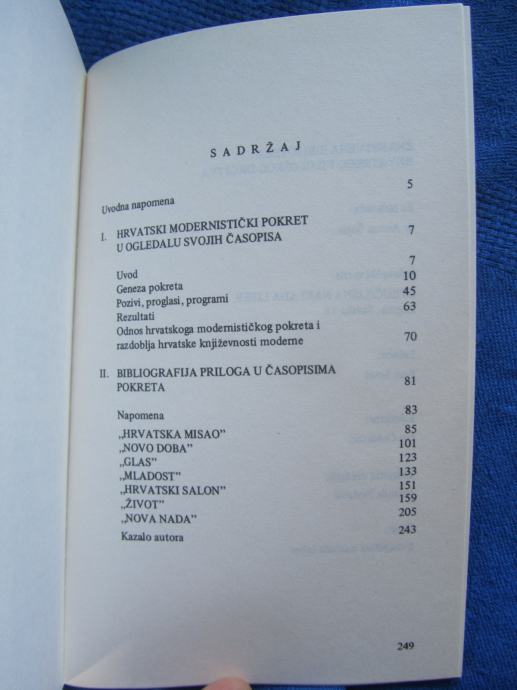 SADRŽAJ
Uvodna napomena 5
I. HRVATSKI MODERNISTIČKI POKRET
U OGLEDALU SVOJIH ČASOPISA 7
Uvod 7
Geneza pokreta 10
Pozivi, proglasi, programi 45
Rezultati 63
Odnos hrvatskoga modernističkog pokreta i
razdoblja hrvatske književnosti moderne 70
II. BIBLIOGRAFIJA PRILOGA U ČASOPISIMA
POKRETA 81
Napomena 83
„HRVATSKA MISAO” 85
„NOVO DOBA” 101
„GLAS” 123
„MLADOST” 133
„HRVATSKI SALON” 151
„ŽIVOT” 159
„NOVA NADA” 205
Kazalo autora 243
249